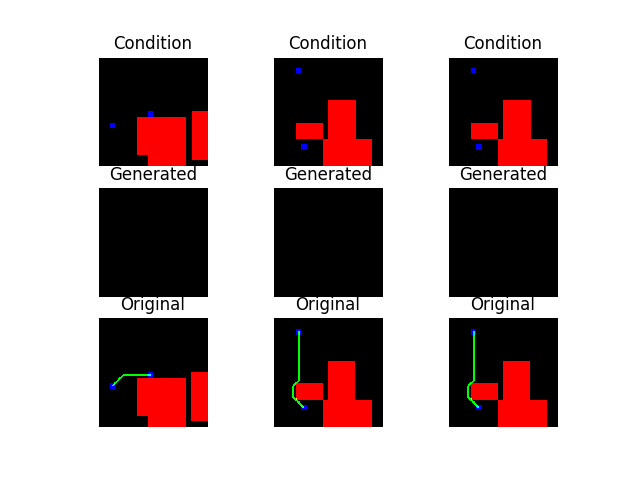 Condition Condition Condition
Generated Generated Generated
Original Original Original